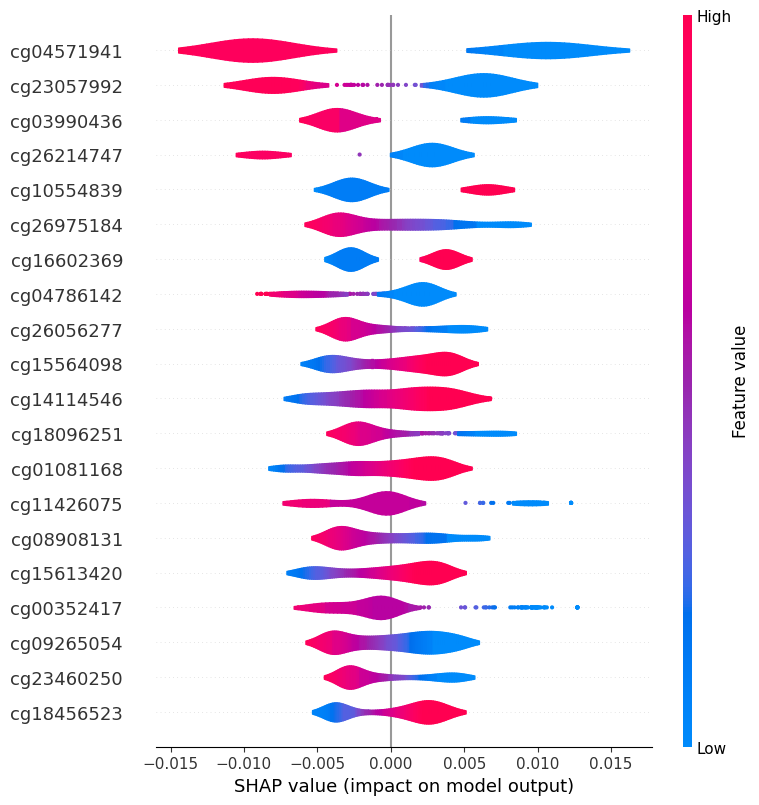 High
cg04571941
cg23057992
cg03990436
cg26214747
cg10554839
cg26975184
cg16602369
cg04786142
cg26056277
cg15564098
cg14114546
cg18096251
cg01081168
cg11426075
cg08908131
cg15613420
cg00352417
cg09265054
cg23460250
cg18456523
Feature value
Low
−0.015 −0.010 −0.005 0.000 0.005 0.010 0.015
SHAP value (impact on model output)